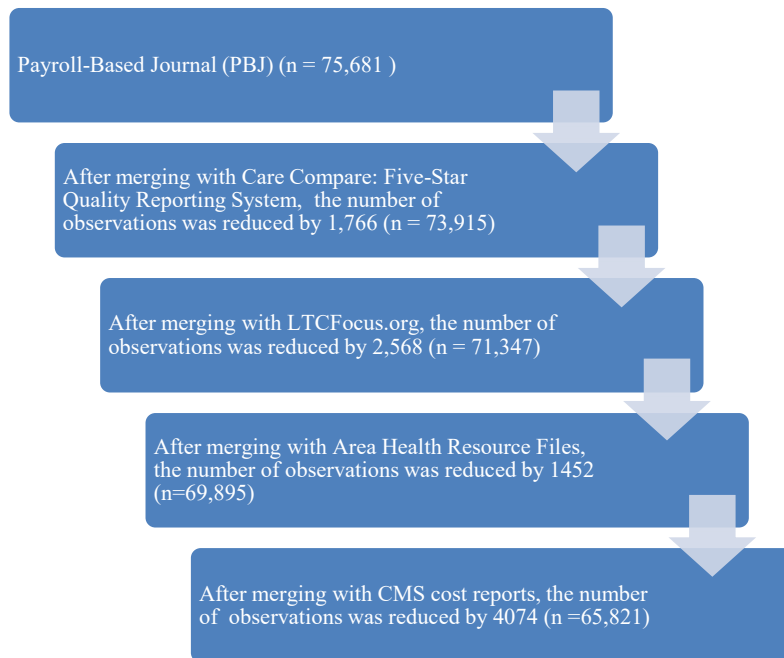 Payroll-Based Journal (PBJ) (n = 75,681 )
After merging with Care Compare: Five-Star
Quality Reporting System,  the number of
observations was reduced by 1,766 (n = 73,915)
After merging with LTCFocus.org, the number of
observations was reduced by 2,568 (n = 71,347)
After merging with Area Health Resource Files,
the number of observations was reduced by 1452
(n=69,895)
After merging with CMS cost reports, the number
of  observations was reduced by 4074 (n =65,821)